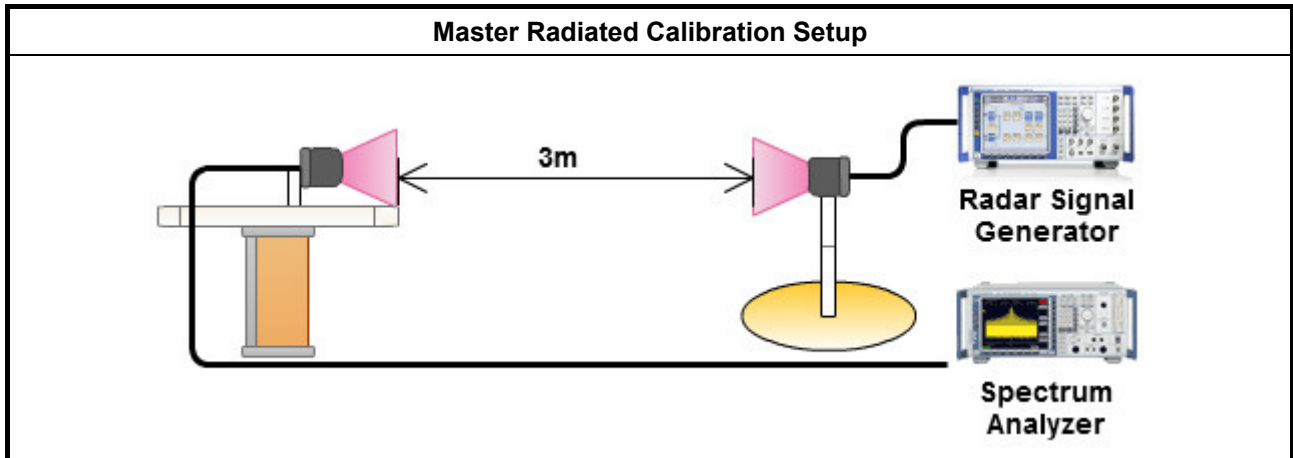 Master Radiated Calibration Setup
3m
Radar Signal
Generator
Spectrum
Analyzer